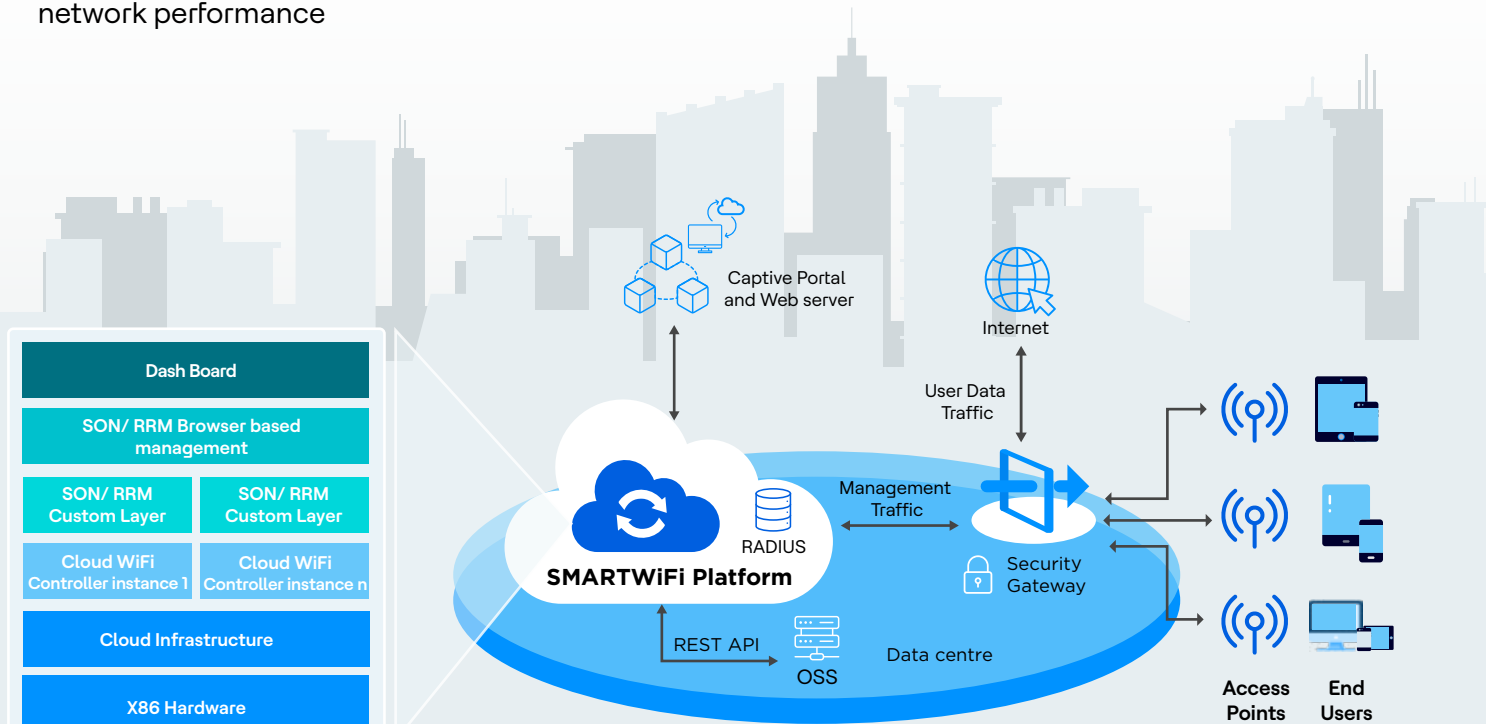 network performance
Captive Portal
and Web server
Internet
User Data
Traffic
Dash Board
SON/ RRM Browser based
management
SON/ RRM
Custom Layer
SON/ RRM
Custom Layer
Cloud WiFi
Controller instance 1
Cloud WiFi
Controller instance n
Cloud Infrastructure
X86 Hardware
RADIUS
SMARTWiFi Platform
Management
Traffic
Security
Gateway
REST API
OSS
Data centre
Access
Points
End
Users